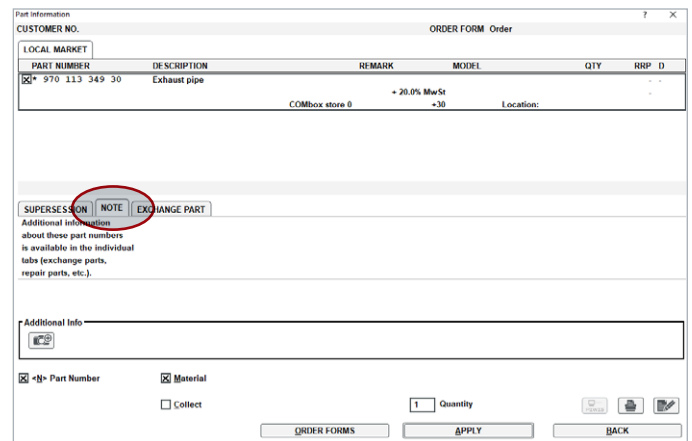 Part Information ? X
CUSTOMER NO. ORDER FORM Order
LOCAL MARKET
PART NUMBER DESCRIPTION REMARK MODEL QTY RRP D
* 970 113 349 30 Exhaust pipe - -
+ 20.0% MwSt -
COMbox store 0 +30 Location:
SUPERSESSION NOTE EXCHANGE PART
Additional information
about these part numbers
is available in the individual
tabs (exchange parts,
repair parts, etc.).
Additional Info
<N> Part Number Material
Collect 1 Quantity
ORDER FORMS APPLY BACK